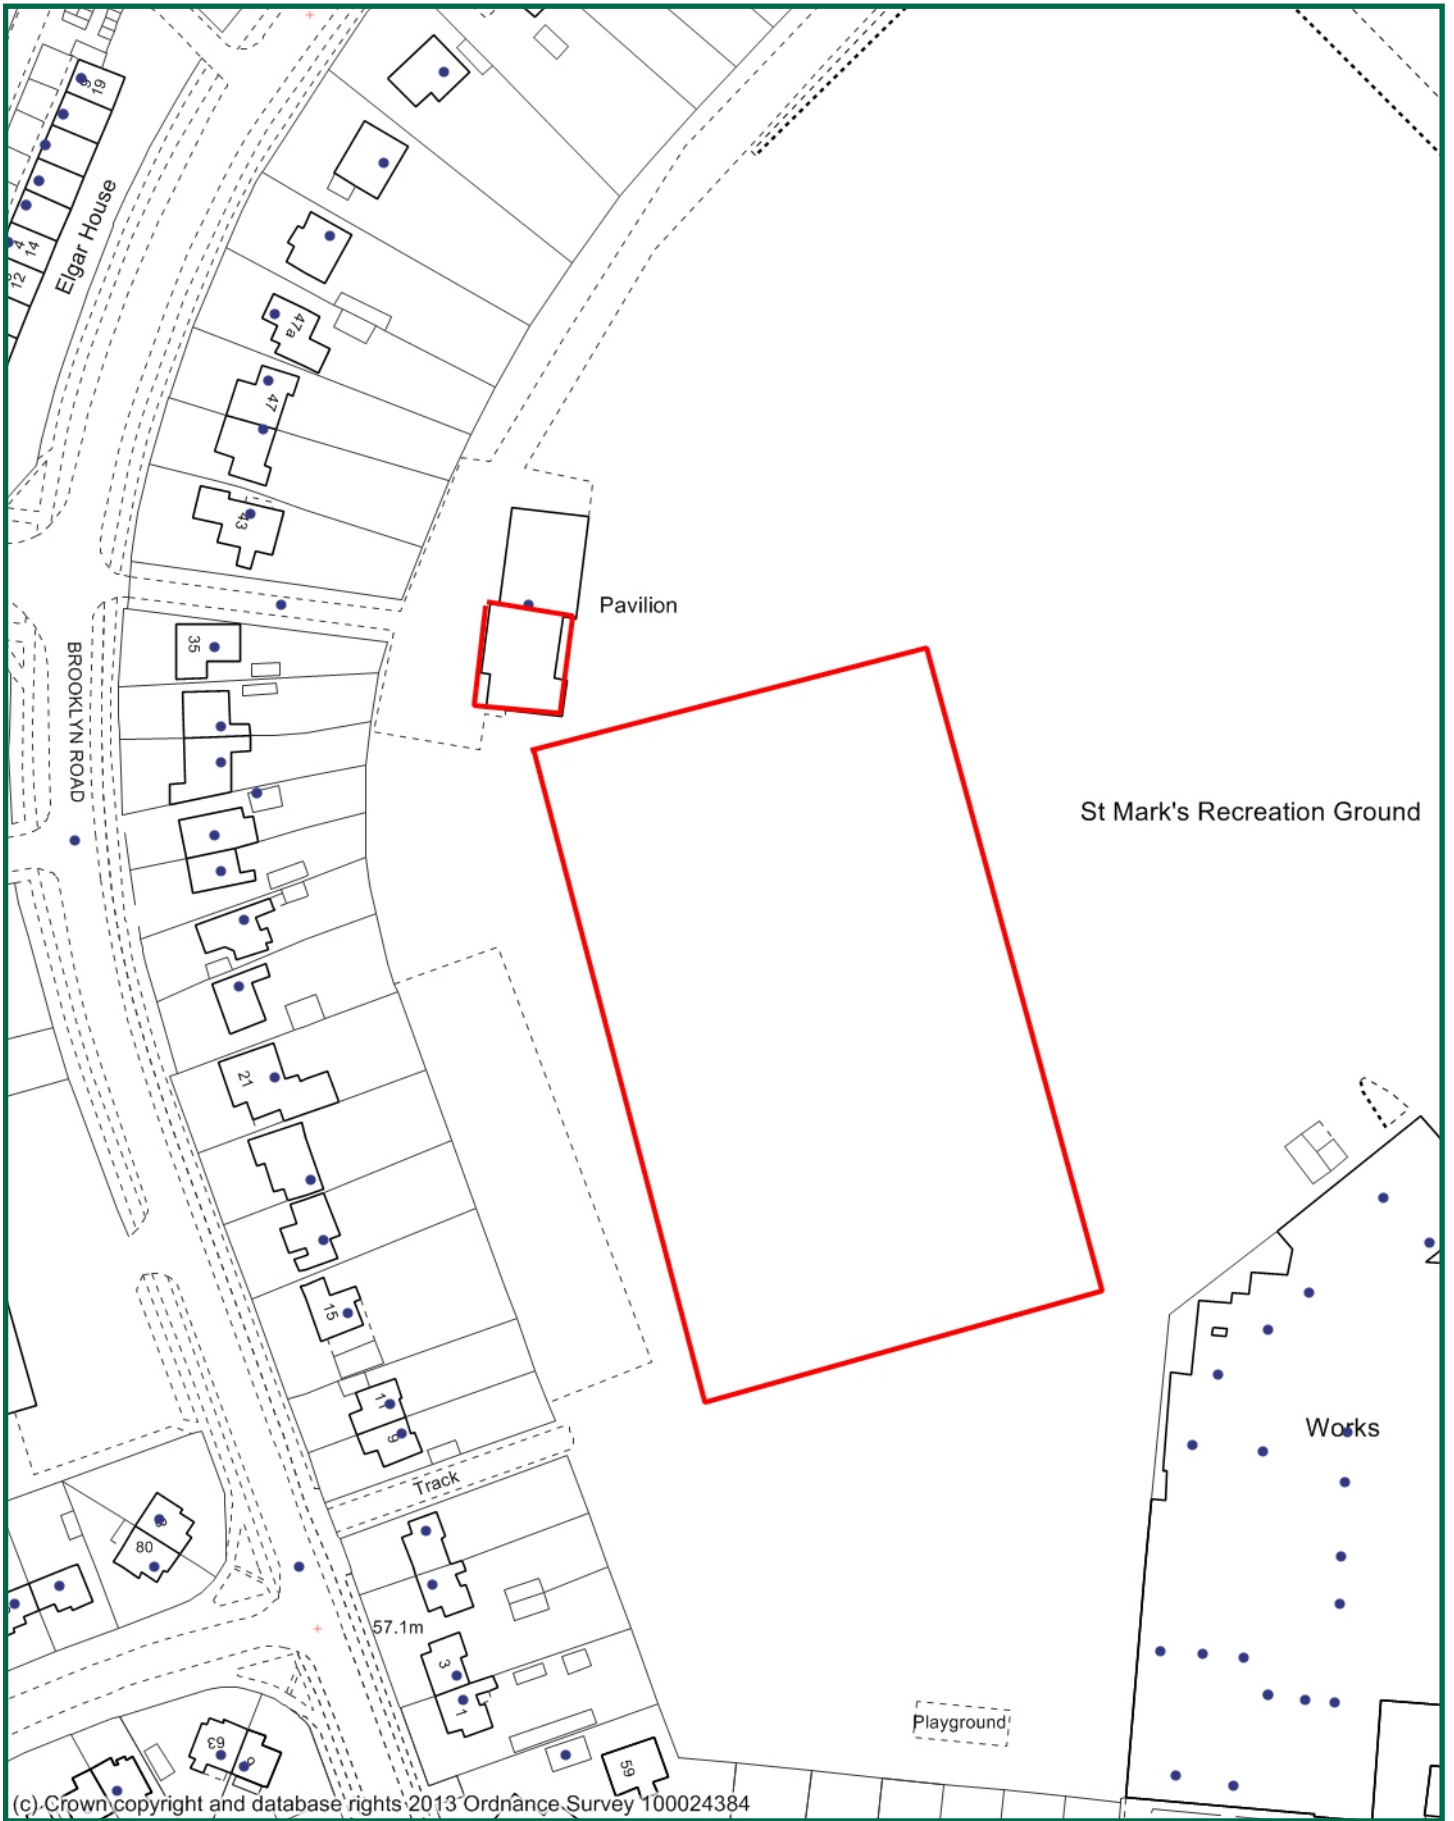 19
14
12
Elgar House
47a
47
43
Pavilion
35
BROOKLYN ROAD
St Mark's Recreation Ground
21
15
11
9
Works
Track
80
57.1m
3
1
Playground
63
59
(c) Crown copyright and database rights 2013 Ordnance Survey 100024384